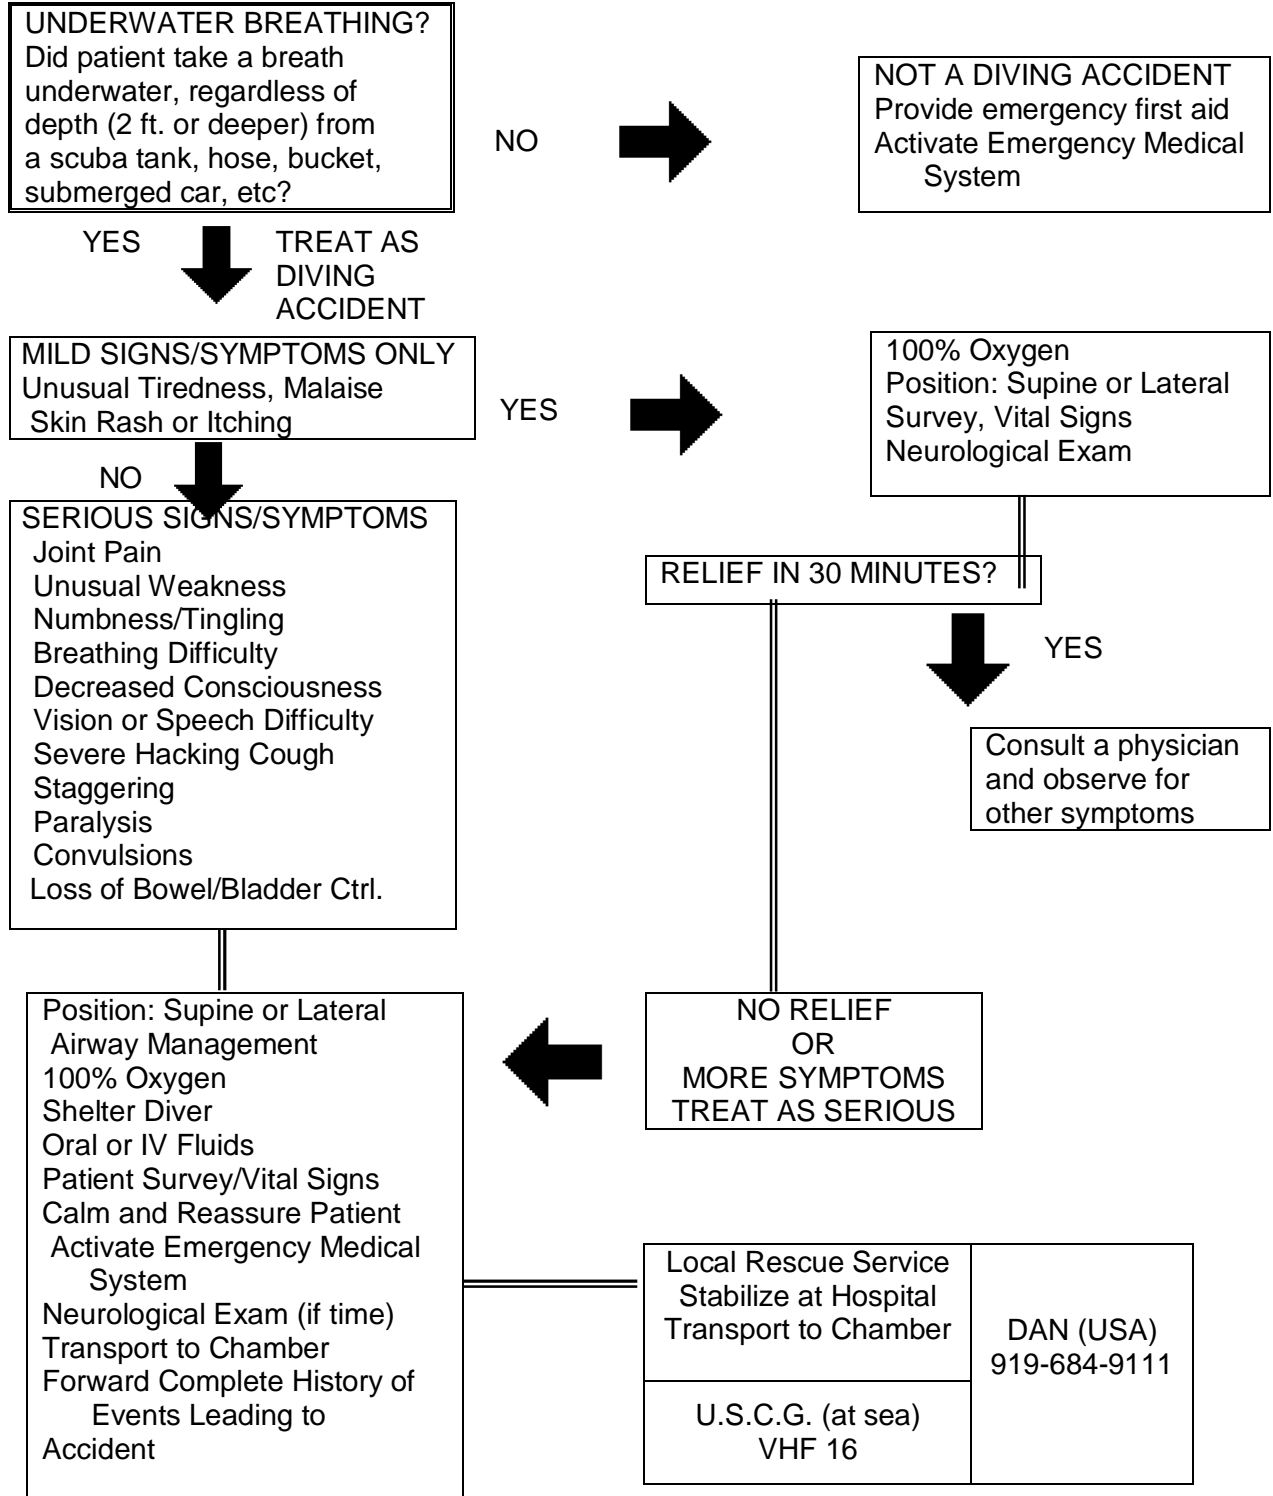 UNDERWATER BREATHING?
Did patient take a breath
underwater, regardless of
depth (2 ft. or deeper) from
a scuba tank, hose, bucket,
submerged car, etc?
NO
NOT A DIVING ACCIDENT
Provide emergency first aid
Activate Emergency Medical
System
YES
TREAT AS
DIVING
ACCIDENT
MILD SIGNS/SYMPTOMS ONLY
Unusual Tiredness, Malaise
Skin Rash or Itching
YES
100% Oxygen
Position: Supine or Lateral
Survey, Vital Signs
Neurological Exam
NO
SERIOUS SIGNS/SYMPTOMS
Joint Pain
Unusual Weakness
Numbness/Tingling
Breathing Difficulty
Decreased Consciousness
Vision or Speech Difficulty
Severe Hacking Cough
Staggering
Paralysis
Convulsions
Loss of Bowel/Bladder Ctrl.
RELIEF IN 30 MINUTES?
YES
Consult a physician
and observe for
other symptoms
NO RELIEF
OR
MORE SYMPTOMS
TREAT AS SERIOUS
Position: Supine or Lateral
Airway Management
100% Oxygen
Shelter Diver
Oral or IV Fluids
Patient Survey/Vital Signs
Calm and Reassure Patient
Activate Emergency Medical
System
Neurological Exam (if time)
Transport to Chamber
Forward Complete History of
Events Leading to
Accident
Local Rescue Service
Stabilize at Hospital
Transport to Chamber
U.S.C.G. (at sea)
VHF 16
DAN (USA)
919-684-9111